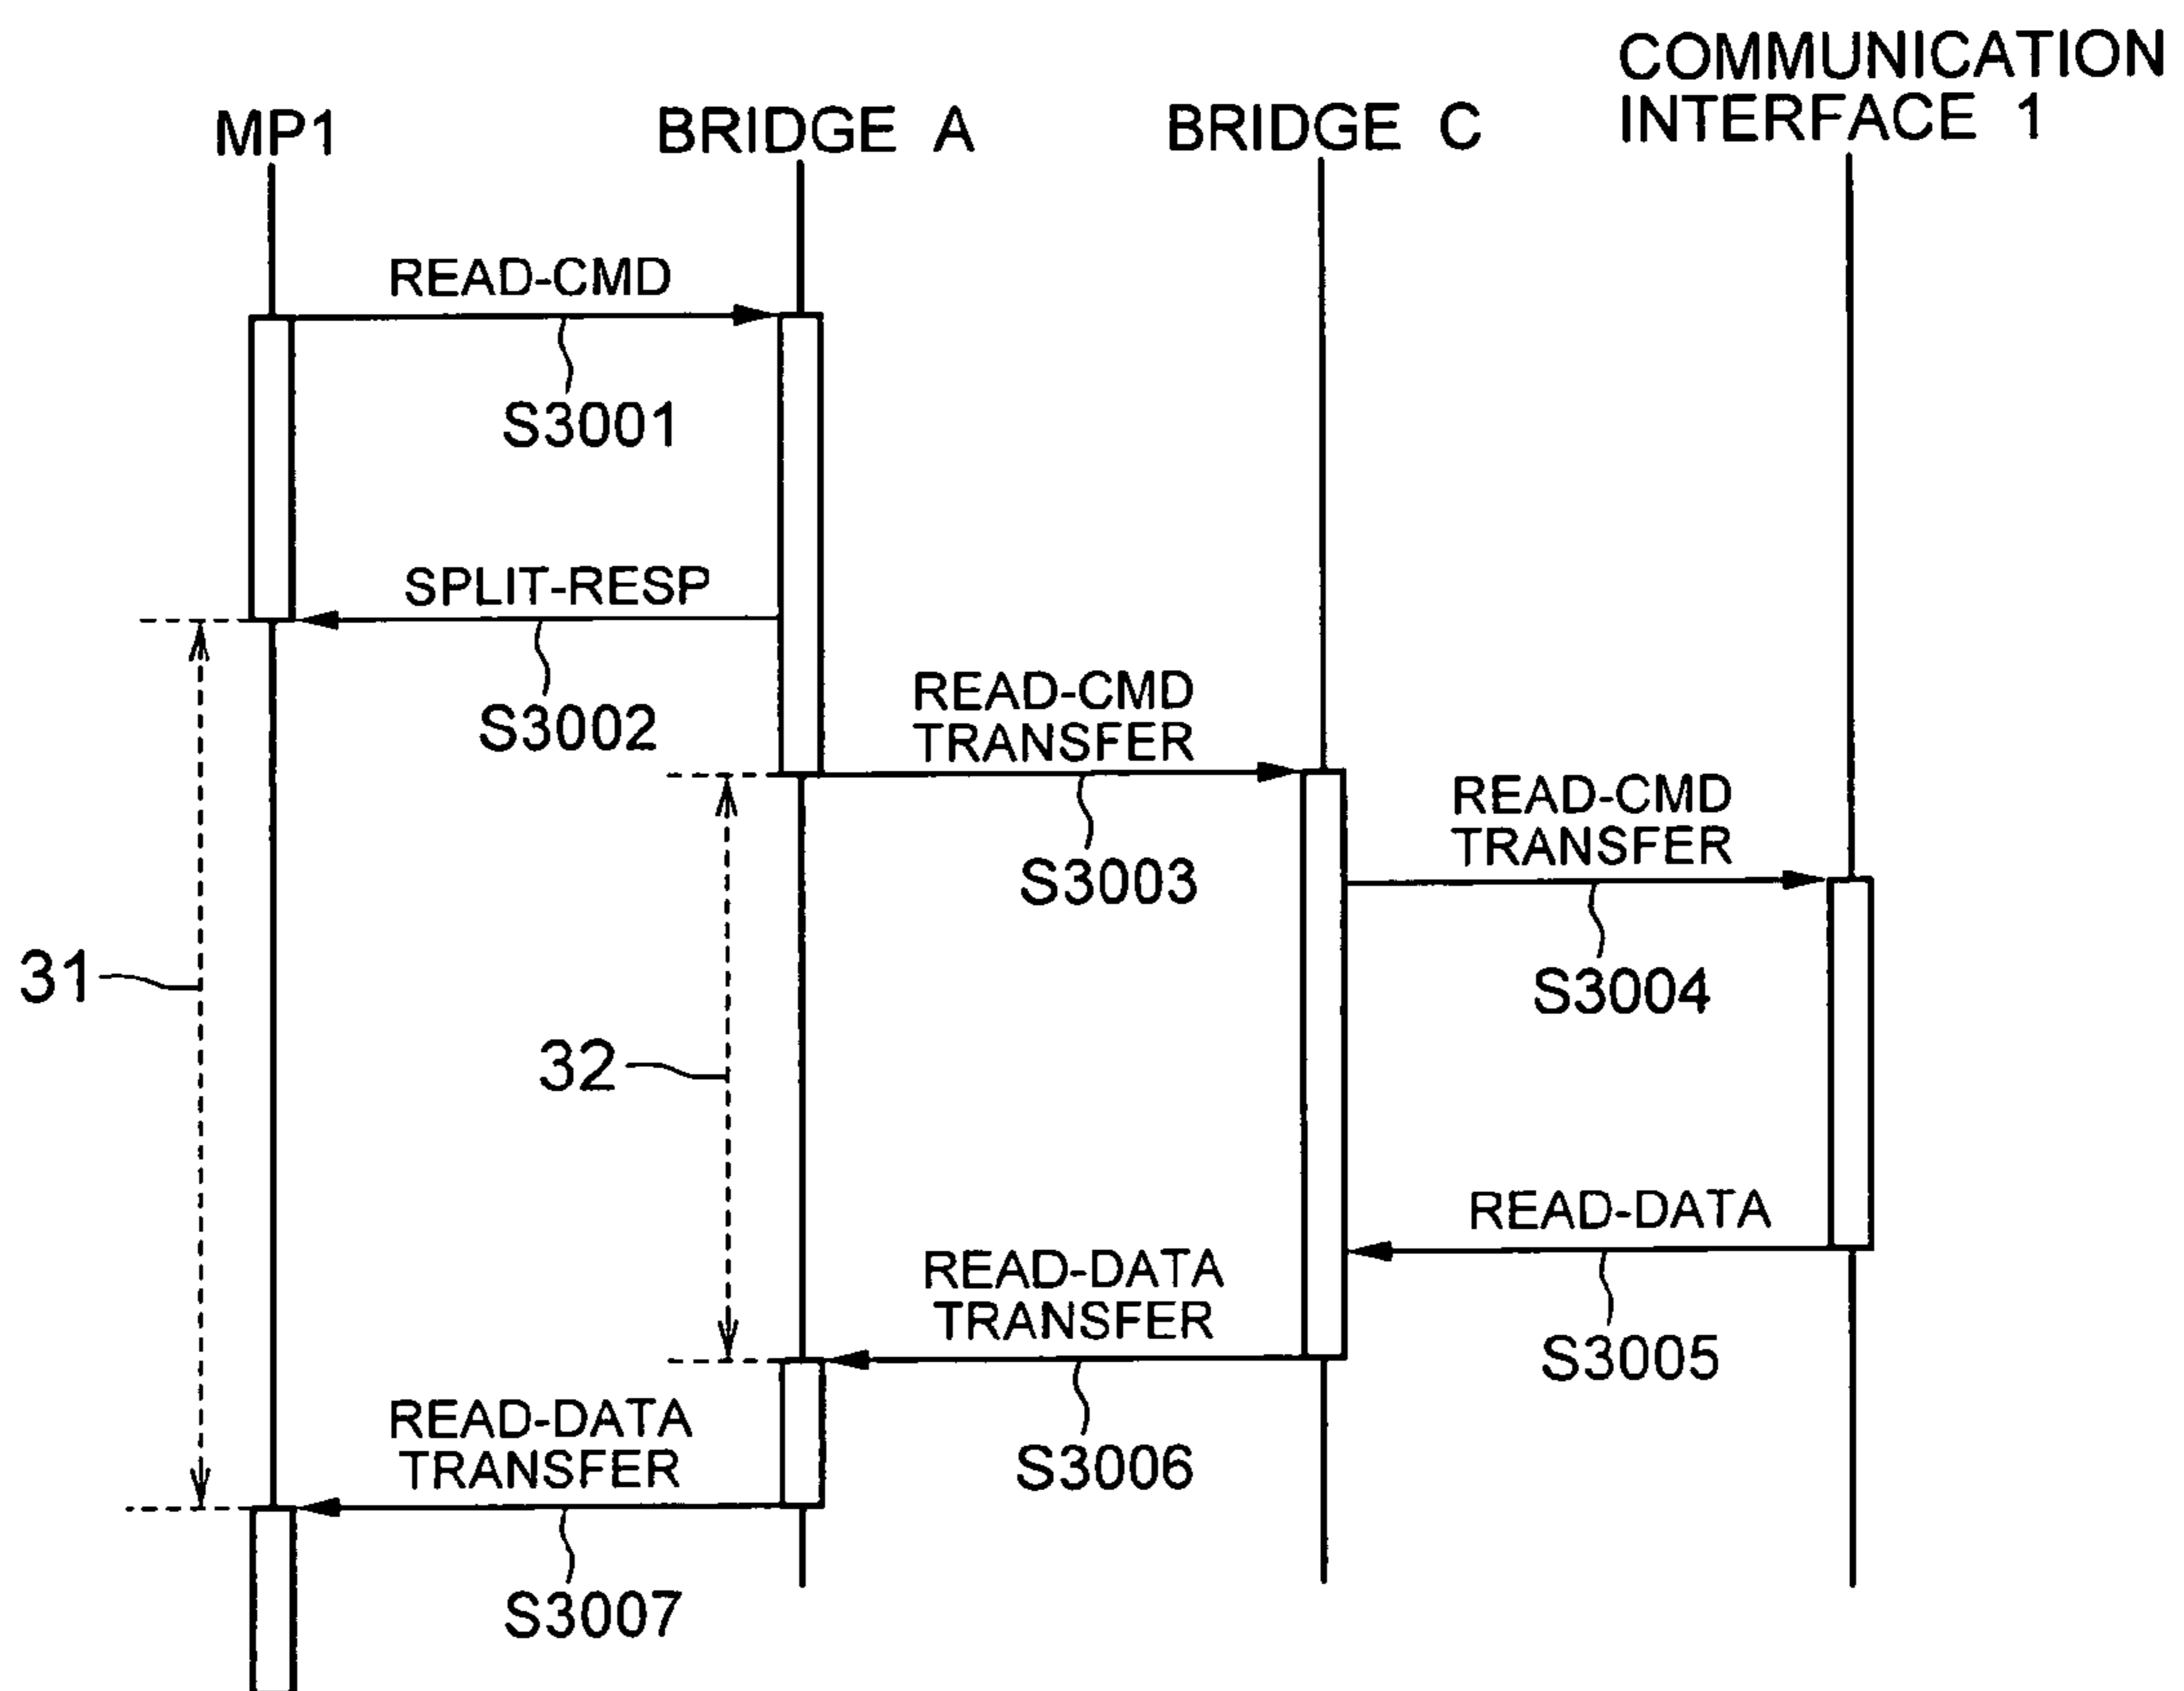 COMMUNICATION
INTERFACE 1
MP1
BRIDGE A
BRIDGE C
READ-CMD
S3001
SPLIT-RESP
S3002
READ-CMD
TRANSFER
S3003
READ-CMD
TRANSFER
S3004
31
32
READ-DATA
S3005
READ-DATA
TRANSFER
S3006
READ-DATA
TRANSFER
S3007